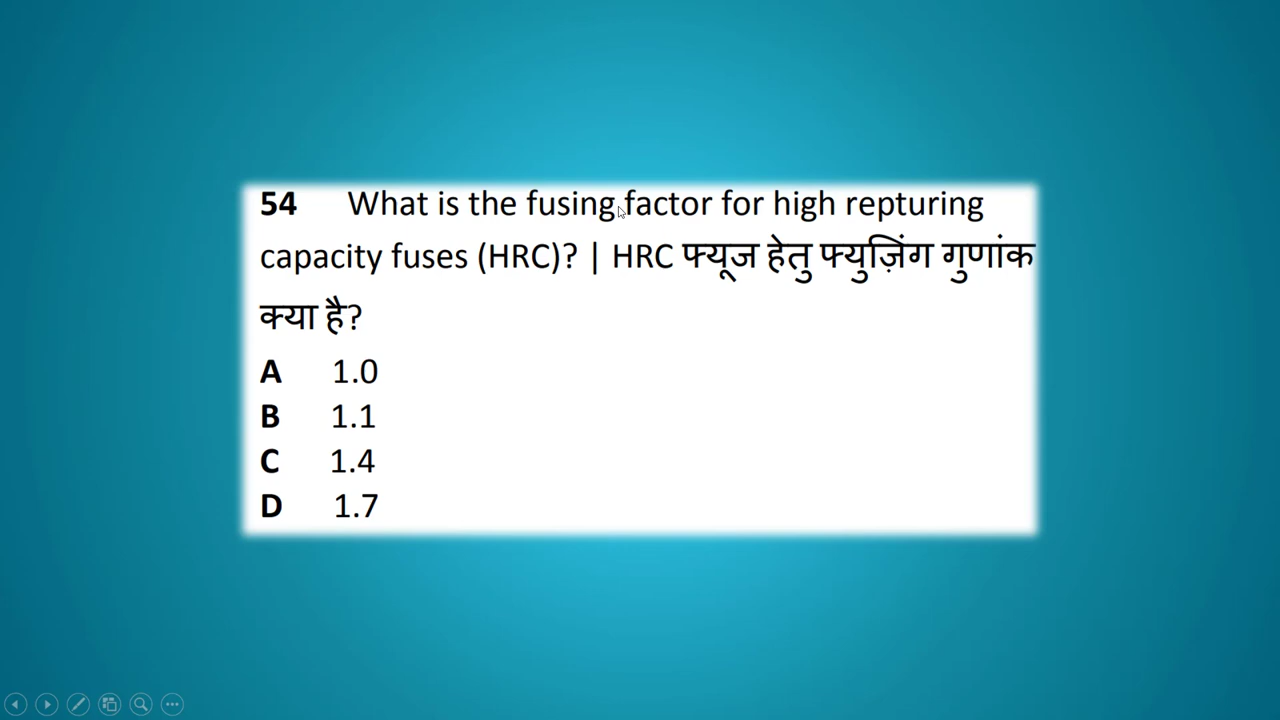 54 What is the fusing factor for high repturing
capacity fuses (HRC)? | HRC फ्यूज हेतु फ्युज़िंग गुणांक
क्या है?
A 1.0
B 1.1
C 1.4
D 1.7